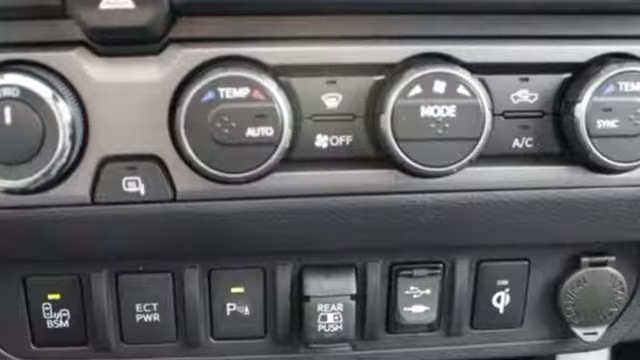 TEMP
AUTO
OFF
MODE
A/C
TEMP
SYNC
BSM
ECT
PWR
P
REAR
PUSH